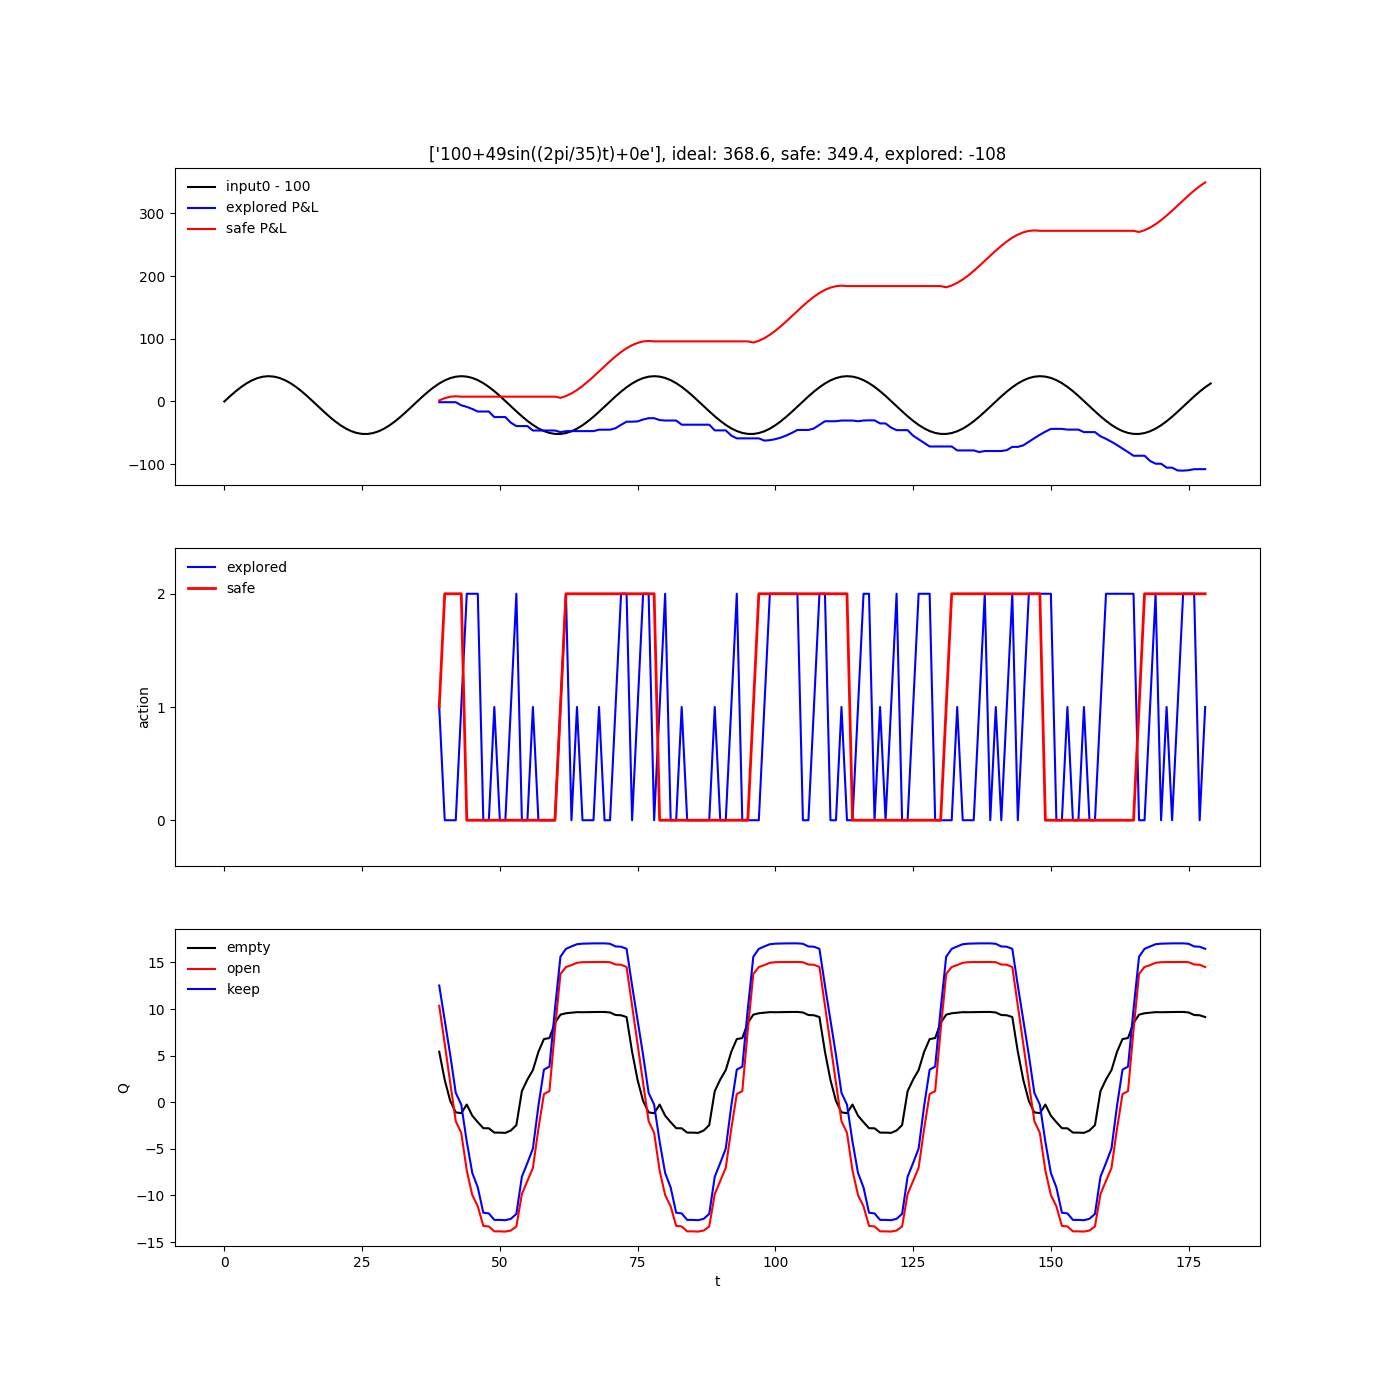 ['100+49sin((2pi/35)t)+0e'], ideal: 368.6, safe: 349.4, explored: -108
input0 - 100
explored P&L
safe P&L
300
200
100
0
−100
explored
safe
2
1
0
action
empty
open
keep
15
10
5
0
−5
−10
−15
Q
0 25 50 75 100 125 150 175
t